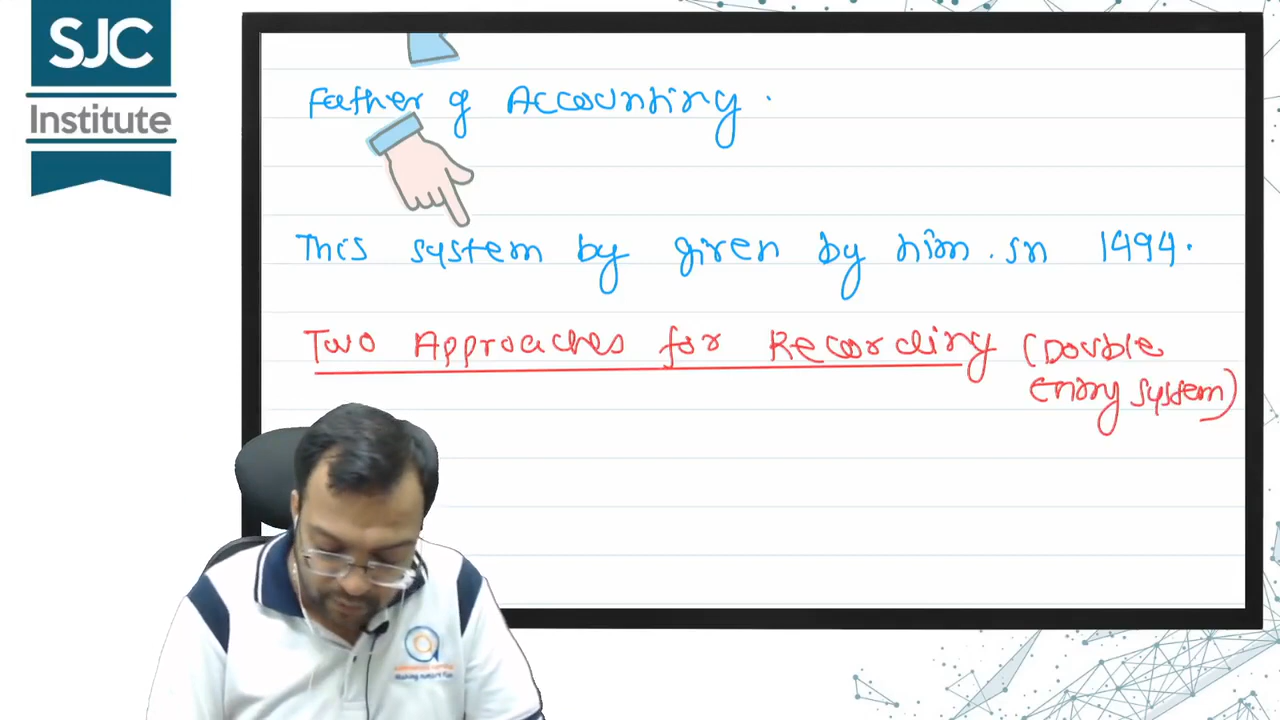 SJC
Institute
Father of Accounting.
This system by given by him. In 1494.
Two Approaches for Recording (Double
Entry system)